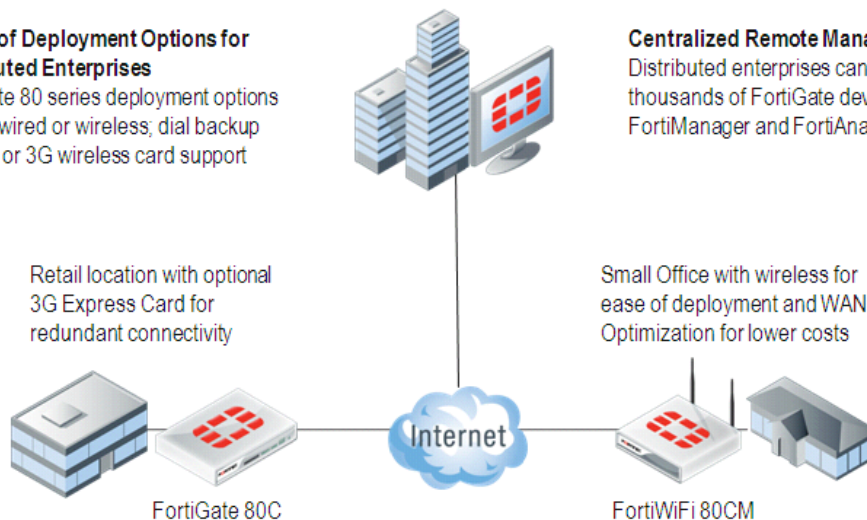 of Deployment Options for
uted Enterprises
te 80 series deployment options
wired or wireless; dial backup
or 3G wireless card support
Centralized Remote Mana
Distributed enterprises can
thousands of FortiGate dev
FortiManager and FortiAna
Retail location with optional
3G Express Card for
redundant connectivity
Small Office with wireless for
ease of deployment and WAN
Optimization for lower costs
Internet
FortiGate 80C
FortiWiFi 80CM